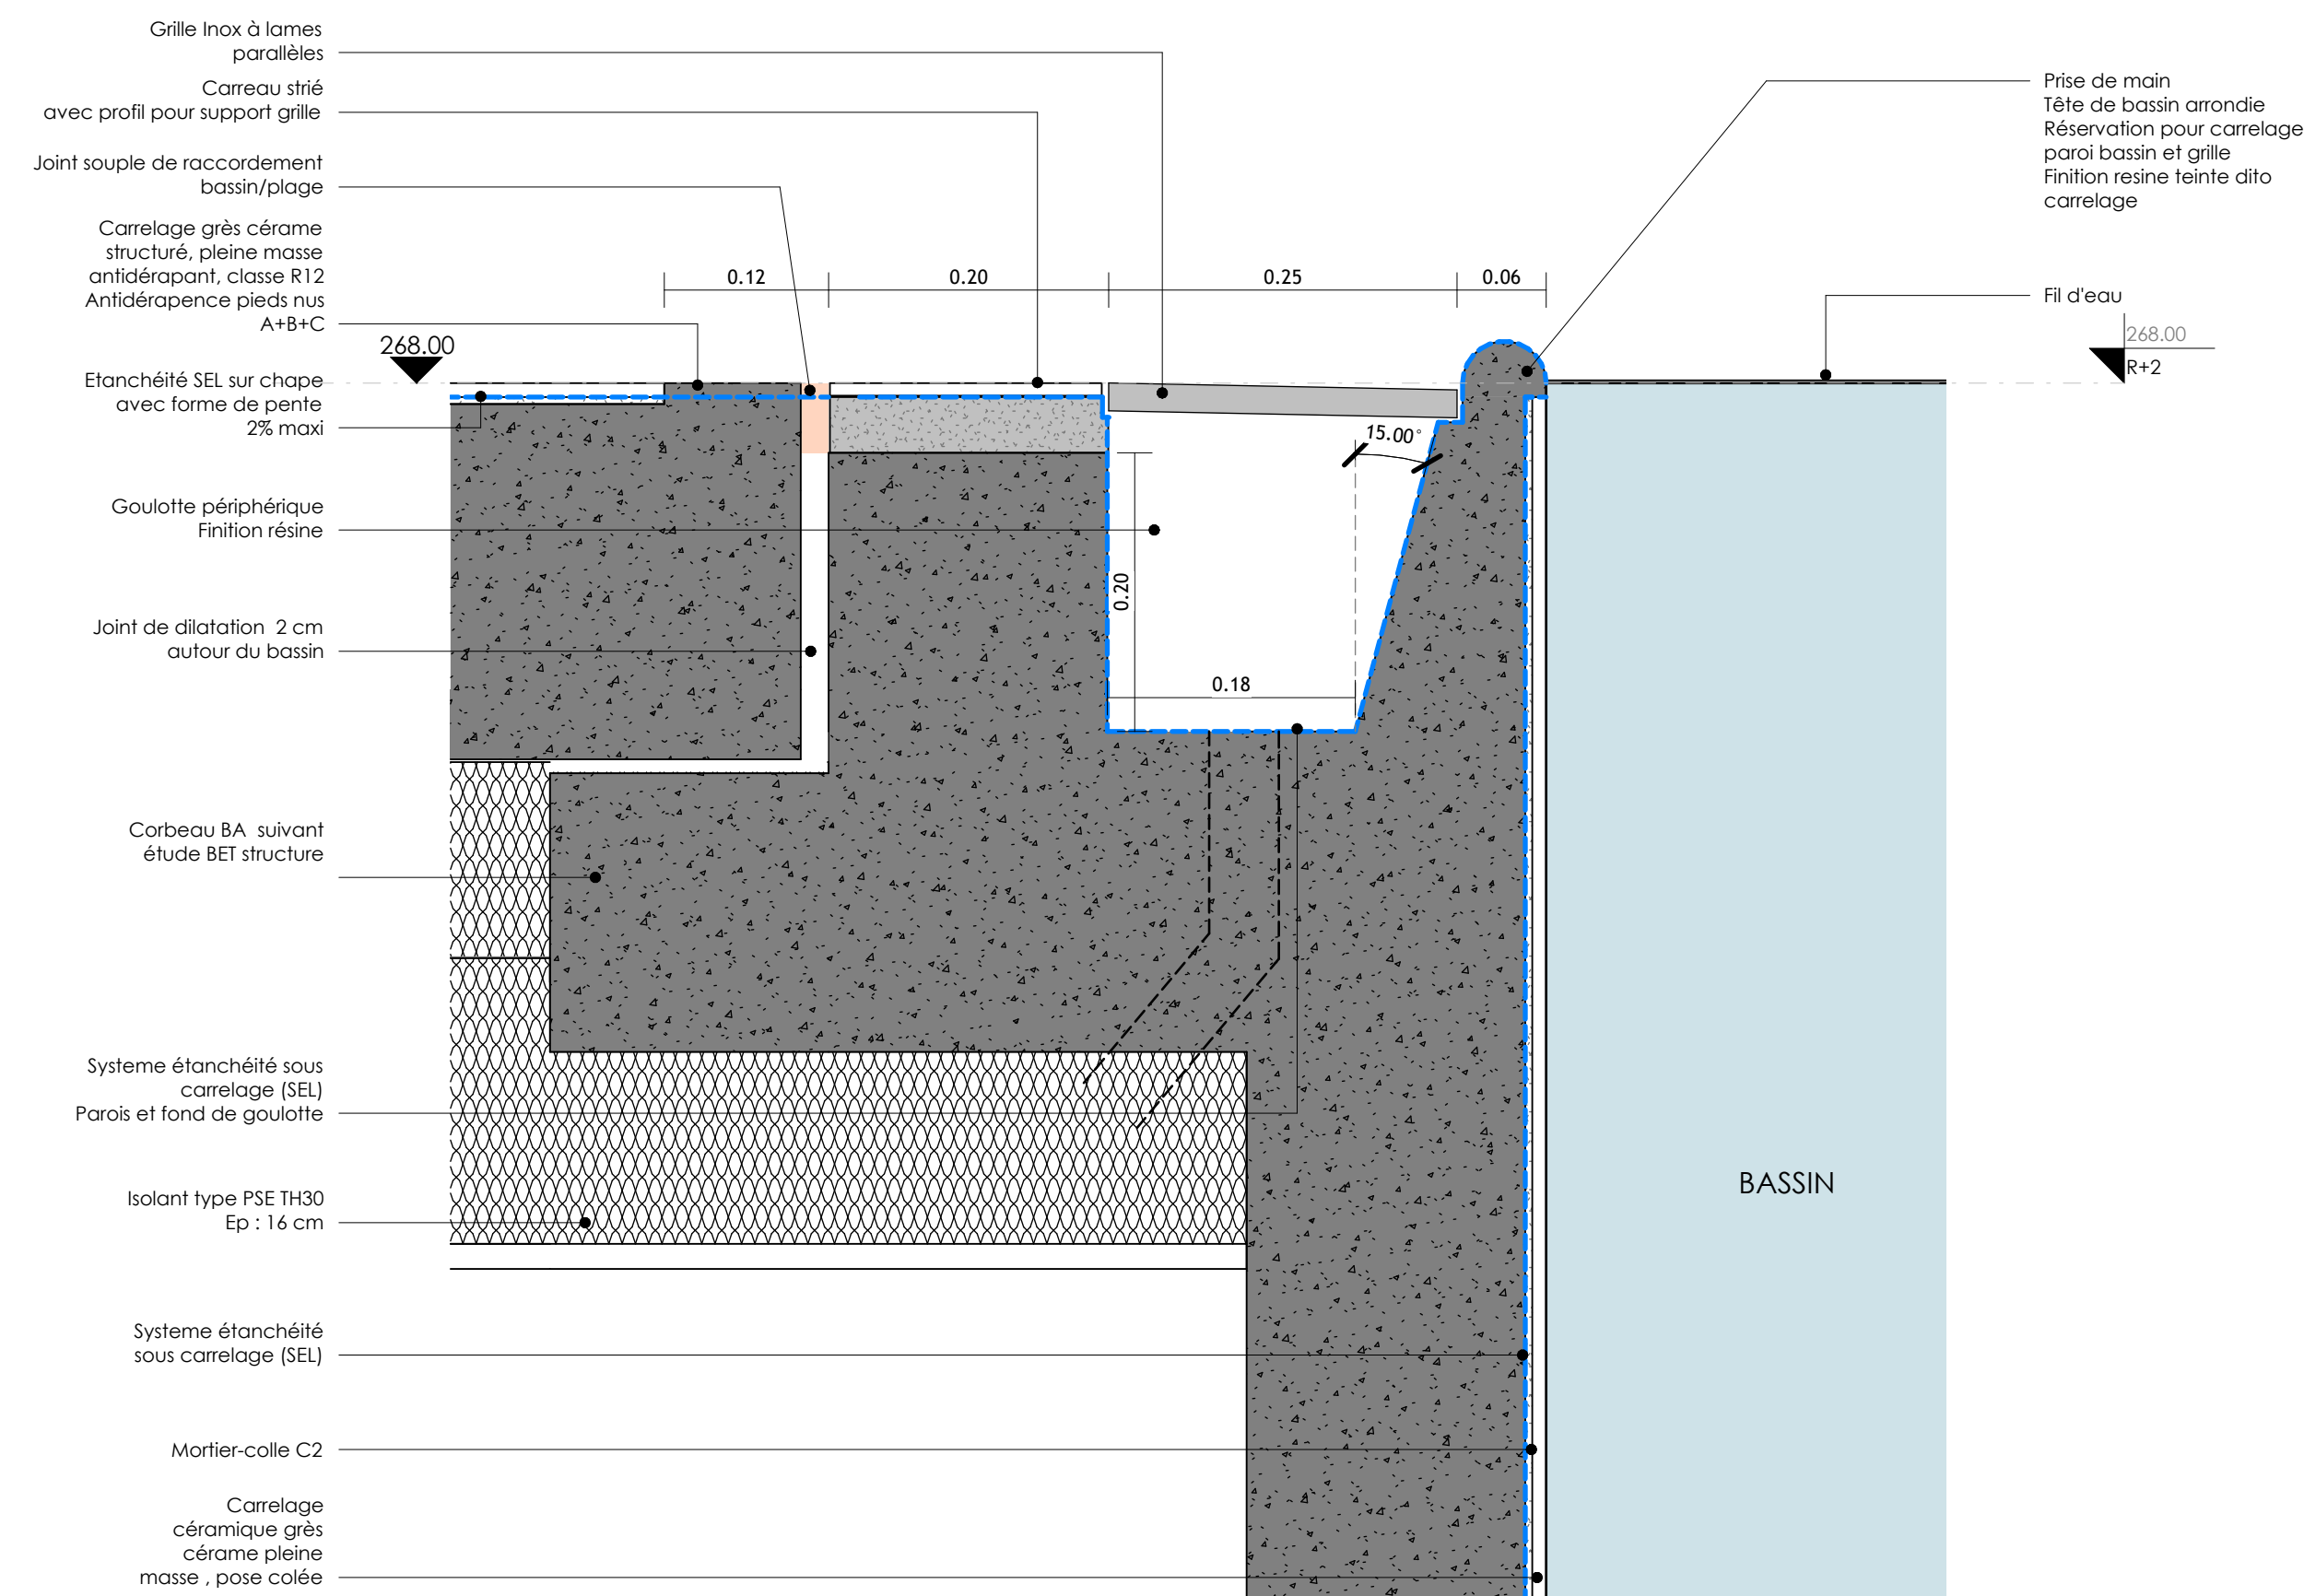 Grille Inox à lames
parallèles
Carreau strié
avec profil pour support grille
Joint souple de raccordement
bassin/plage
Carrelage grès cérame
structuré, pleine masse
antidérapant, classe R12
Antidérapence pieds nus
A+B+C
268.00
Etanchéité SEL sur chape
avec forme de pente
2% maxi
Goulotte périphérique
Finition résine
Joint de dilatation  2 cm
autour du bassin
Corbeau BA  suivant
étude BET structure
Systeme étanchéité sous
carrelage (SEL)
Parois et fond de goulotte
Isolant type PSE TH30
Ep : 16 cm
Systeme étanchéité
sous carrelage (SEL)
Mortier-colle C2
Carrelage
céramique grès
cérame pleine
masse , pose colée
0.12
0.20
0.25
0.06
15.00°
0.20
0.18
Prise de main
Tête de bassin arrondie
Réservation pour carrelage
paroi bassin et grille
Finition resine teinte dito
carrelage
Fil d'eau
268.00
R+2
BASSIN